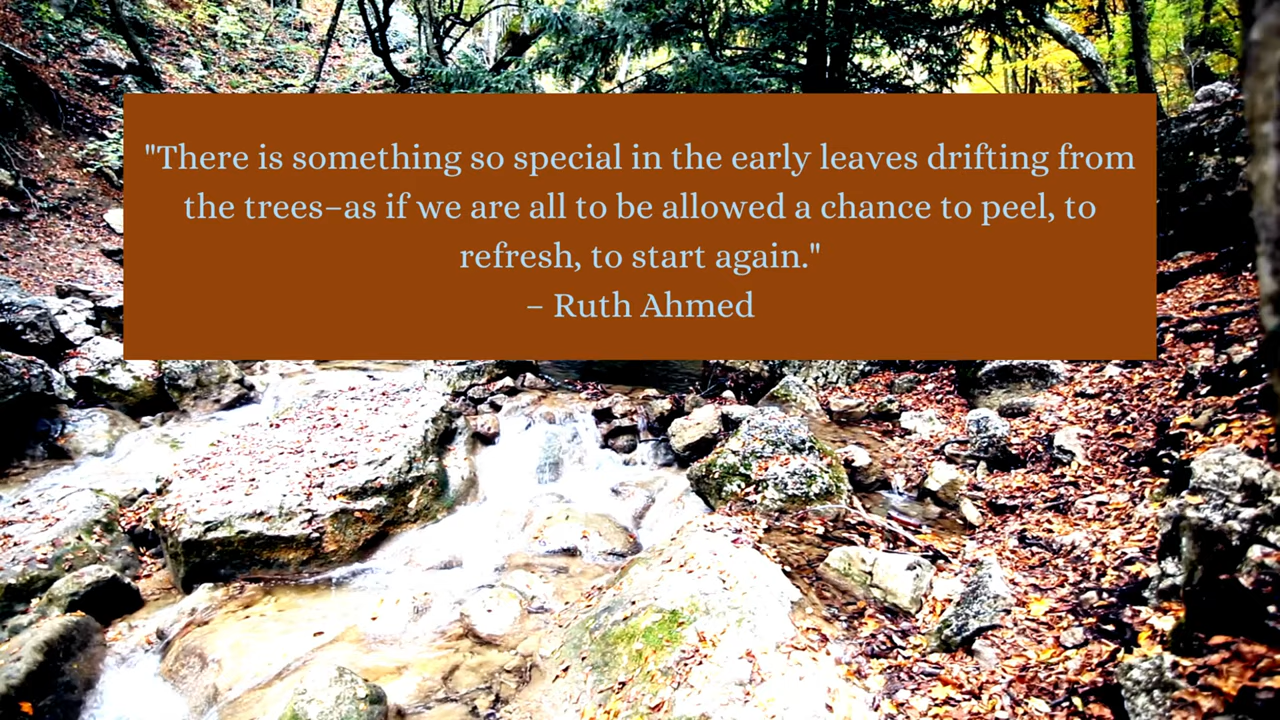 "There is something so special in the early leaves drifting from
the trees–as if we are all to be allowed a chance to peel, to
refresh, to start again."
– Ruth Ahmed